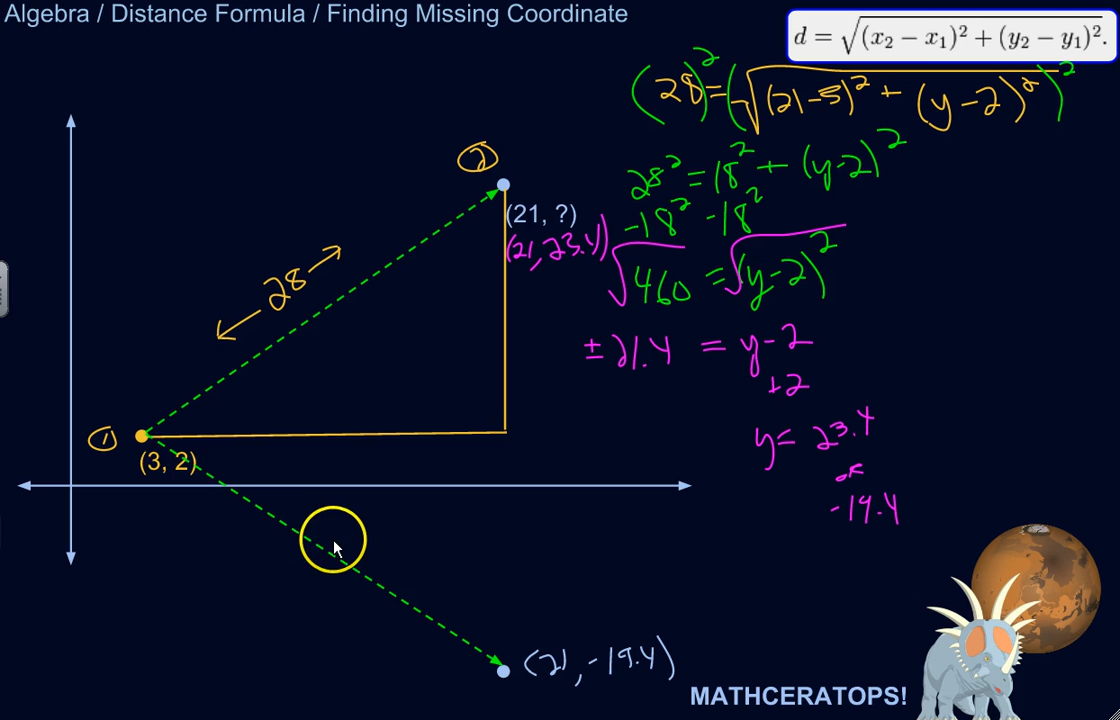 Algebra / Distance Formula / Finding Missing Coordinate
d = √(x₂ − x₁)² + (y₂ − y₁)².
(28)² = (√(21-3)² + (y-2)²)²
28² = 18² + (y-2)²
-18² -18²
√460 = √(y-2)²
± 21.4 = y-2
+2
y = 23.4
or
-19.4
②
(21, ?)
(21, 23.4)
← 28 →
①
(3, 2)
(21, -19.4)
MATHCERATOPS!